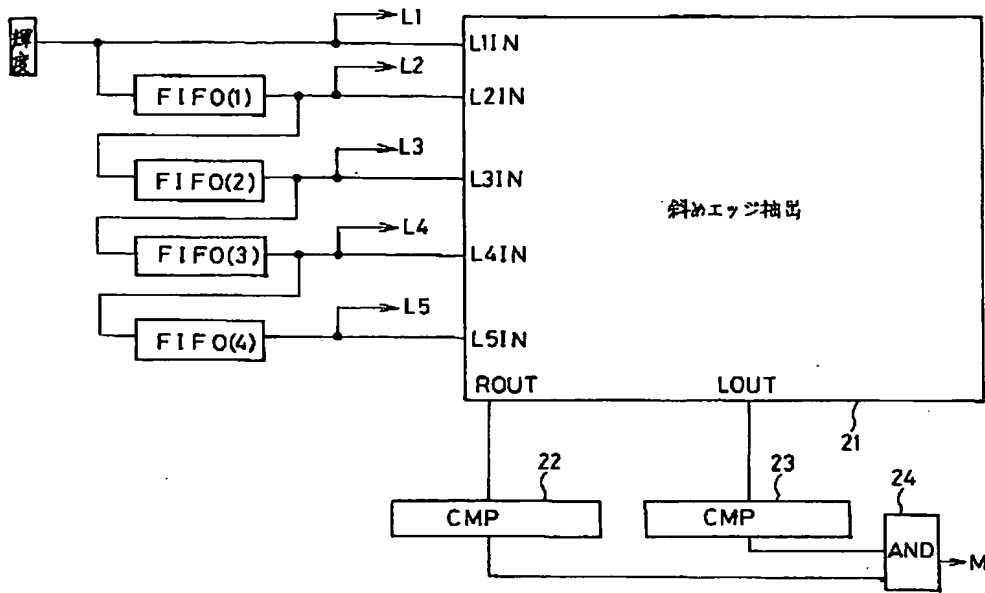 輝度
L1
L1IN
FIFO(1)
L2
L2IN
FIFO(2)
L3
L3IN
斜めエッジ抽出
FIFO(3)
L4
L4IN
FIFO(4)
L5
L5IN
ROUT
LOUT
21
22
23
24
CMP
CMP
AND
M